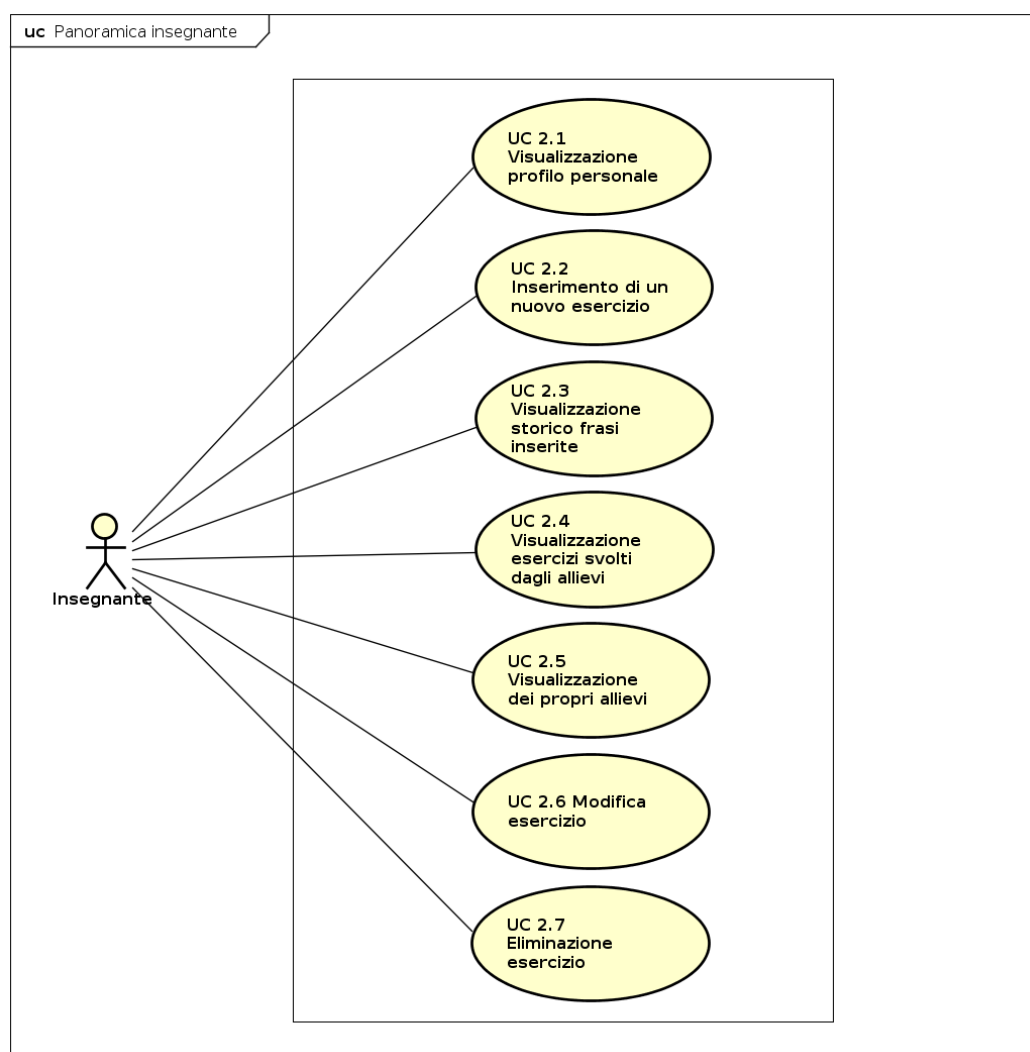 uc Panoramica insegnante
UC 2.1
Visualizzazione
profilo personale
UC 2.2
Inserimento di un
nuovo esercizio
UC 2.3
Visualizzazione
storico frasi
inserite
UC 2.4
Visualizzazione
esercizi svolti
dagli allievi
Insegnante
UC 2.5
Visualizzazione
dei propri allievi
UC 2.6 Modifica
esercizio
UC 2.7
Eliminazione
esercizio